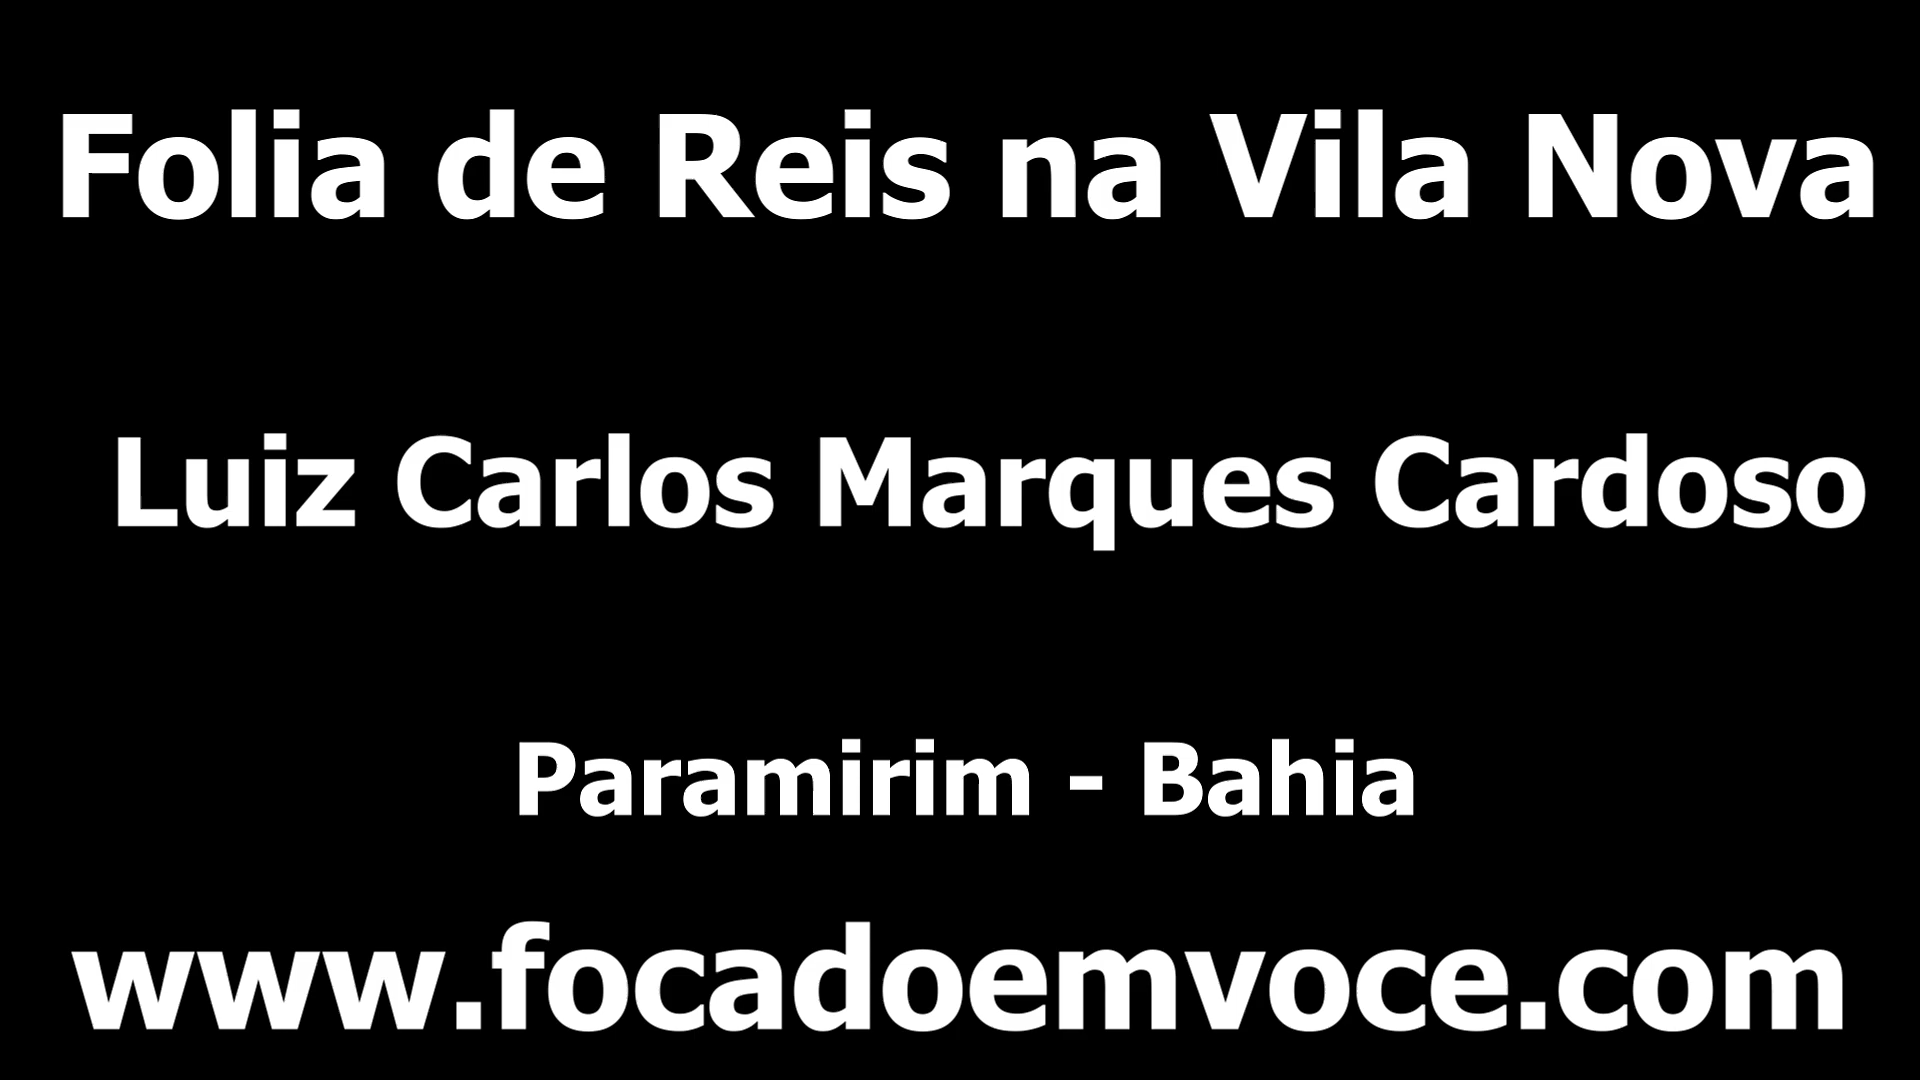 Folia de Reis na Vila Nova
Luiz Carlos Marques Cardoso
Paramirim - Bahia
www.focadoemvoce.com